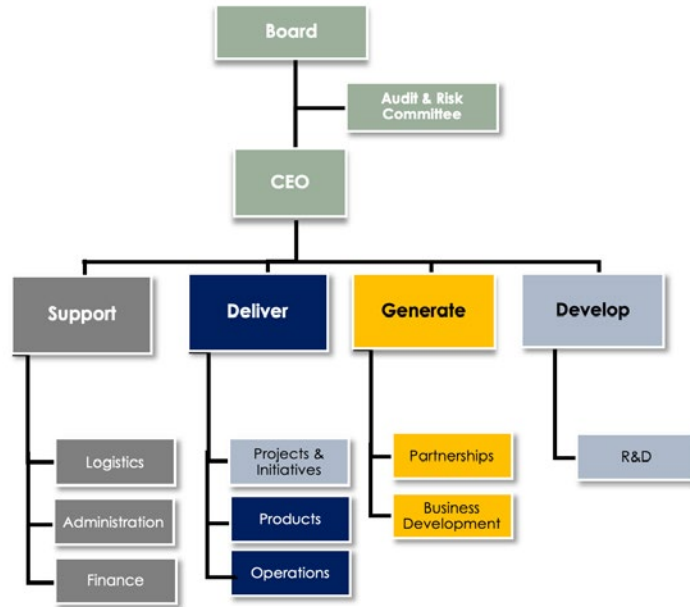 Board
Audit & Risk
Committee
CEO
Support
Deliver
Generate
Develop
Logistics
Projects &
Initiatives
Partnerships
R&D
Administration
Products
Business
Development
Finance
Operations